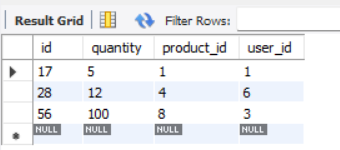 Result Grid Filter Rows:
id quantity product_id user_id
17 5 1 1
28 12 4 6
56 100 8 3
NULL NULL NULL NULL